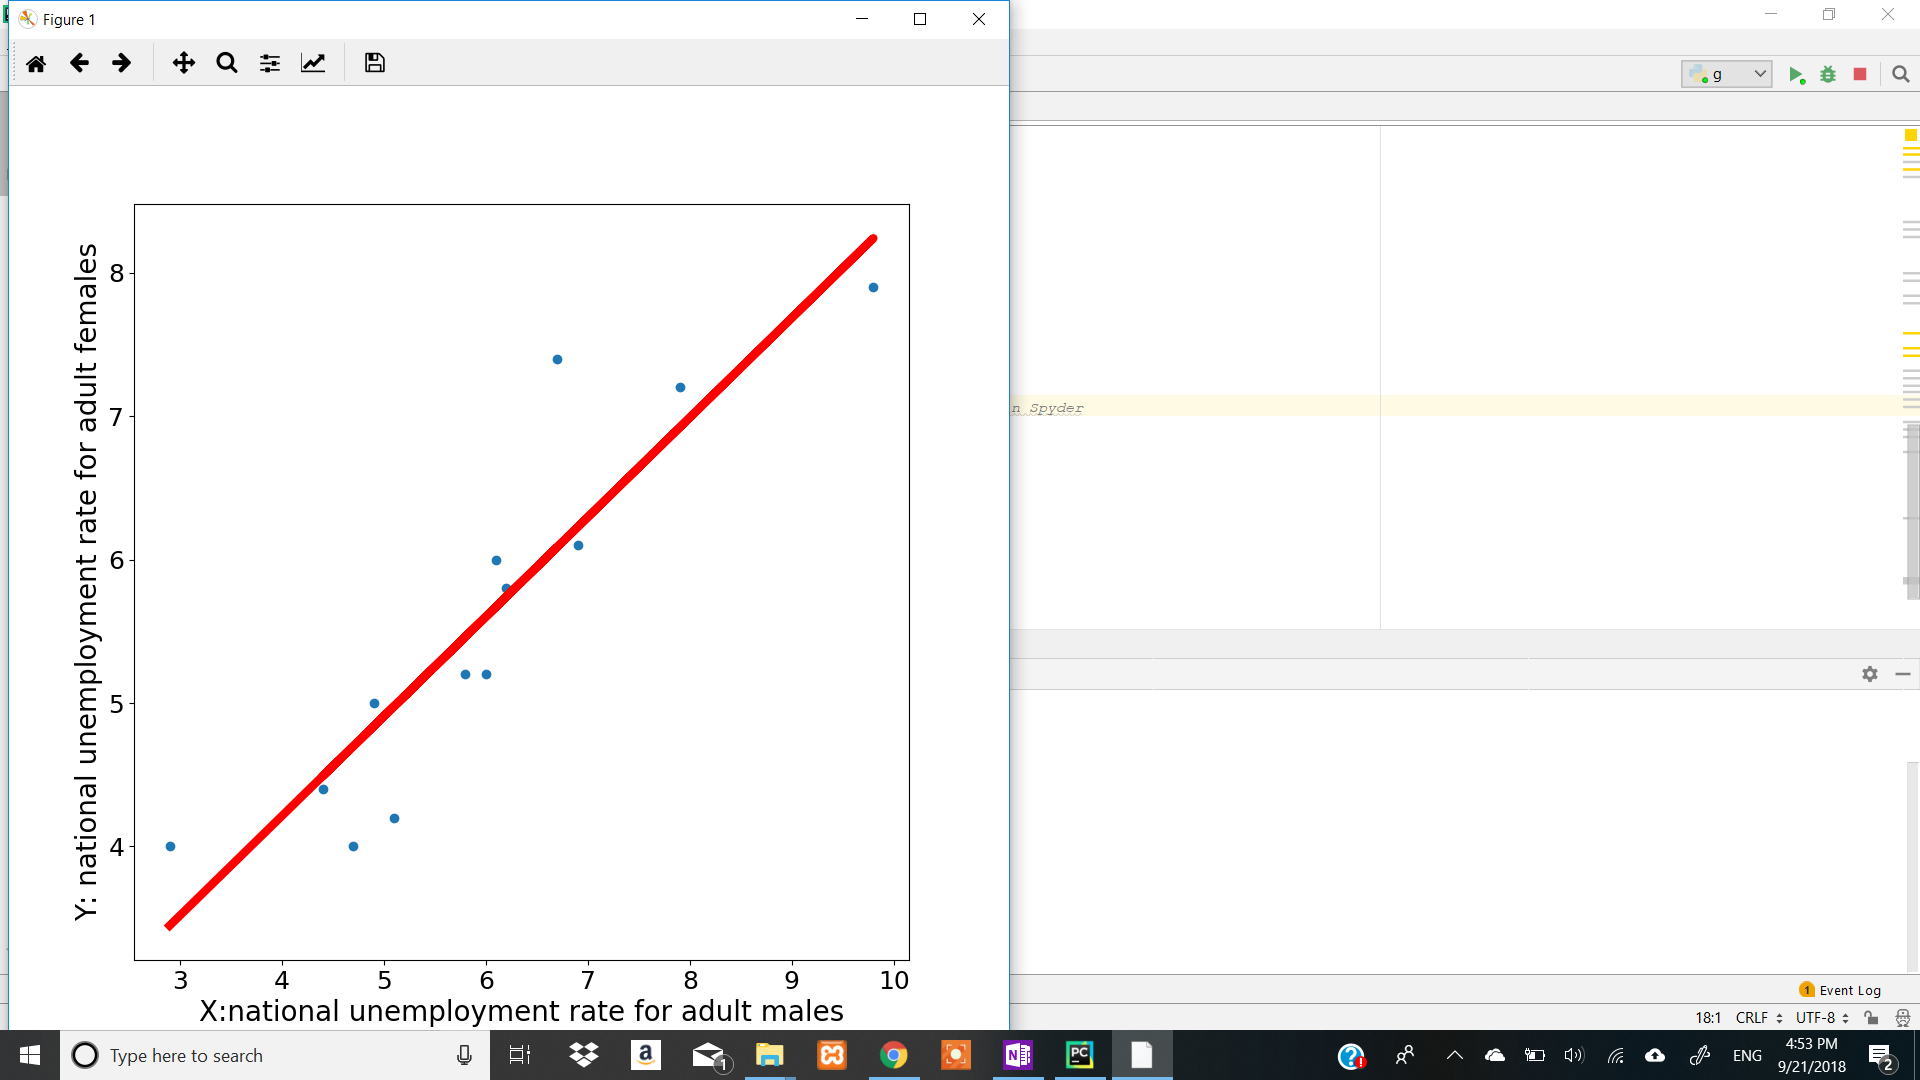 Figure 1
g
n Spyder
8
7
6
5
4
Y: national unemployment rate for adult females
3 4 5 6 7 8 9 10
X:national unemployment rate for adult males
1 Event Log
18:1 CRLF UTF-8
Type here to search
a
1
N
PC
?
!
ENG
4:53 PM
9/21/2018
2